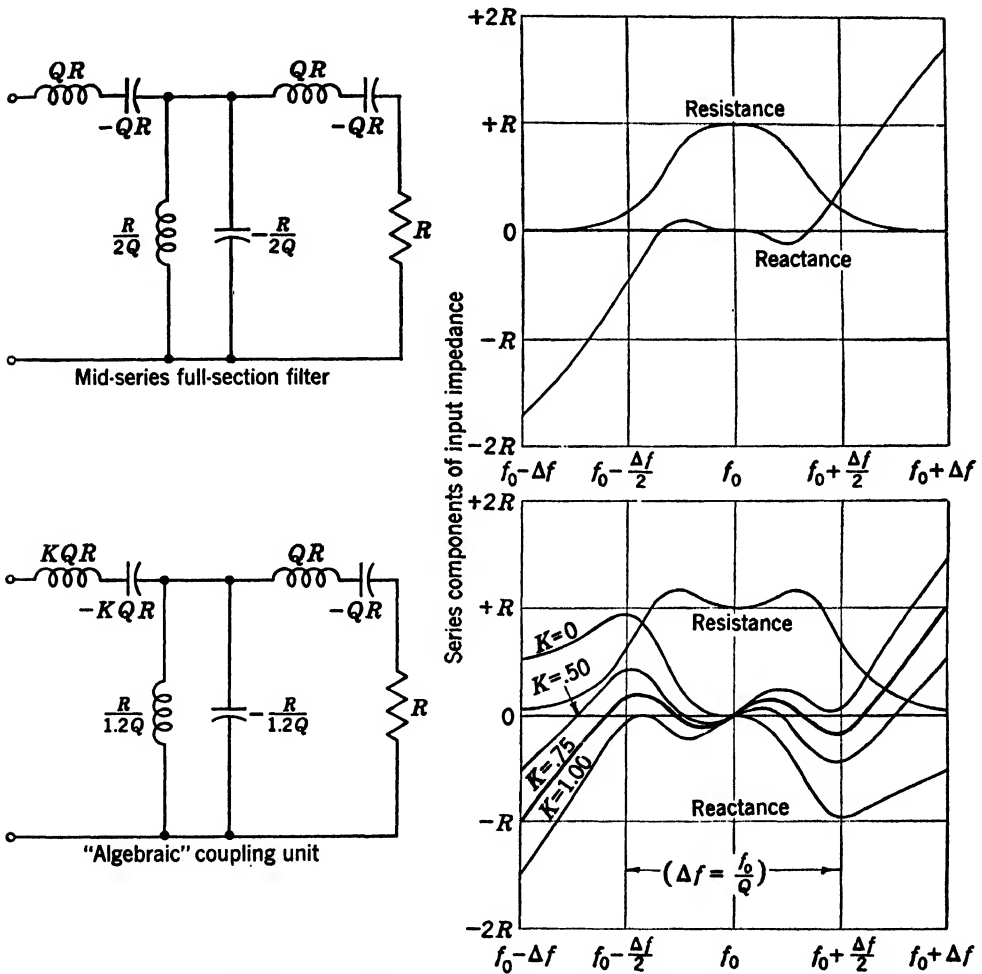 QR
-QR
QR
-QR
R/2Q
-R/2Q
R
Mid-series full-section filter
KQR
-KQR
QR
-QR
R/1.2Q
-R/1.2Q
R
"Algebraic" coupling unit
Series components of input impedance
+2R
+R
0
-R
-2R
Resistance
Reactance
f₀-Δf
f₀-Δf/2
f₀
f₀+Δf/2
f₀+Δf
+2R
+R
0
-R
-2R
K=0
K=.50
K=.75
K=1.00
Resistance
Reactance
(Δf = f₀/Q)
f₀-Δf
f₀-Δf/2
f₀
f₀+Δf/2
f₀+Δf